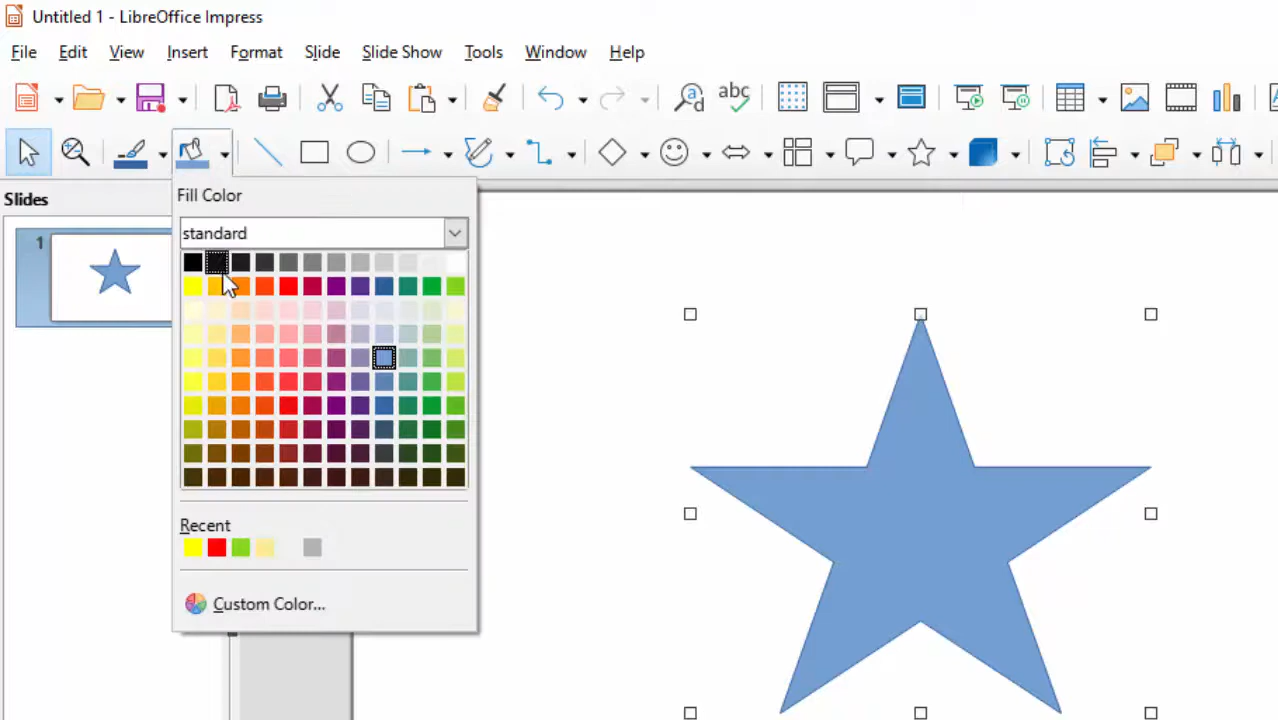 Untitled 1 - LibreOffice Impress
File Edit View Insert Format Slide Slide Show Tools Window Help
abc
Slides
Fill Color
standard
1
Recent
Custom Color...